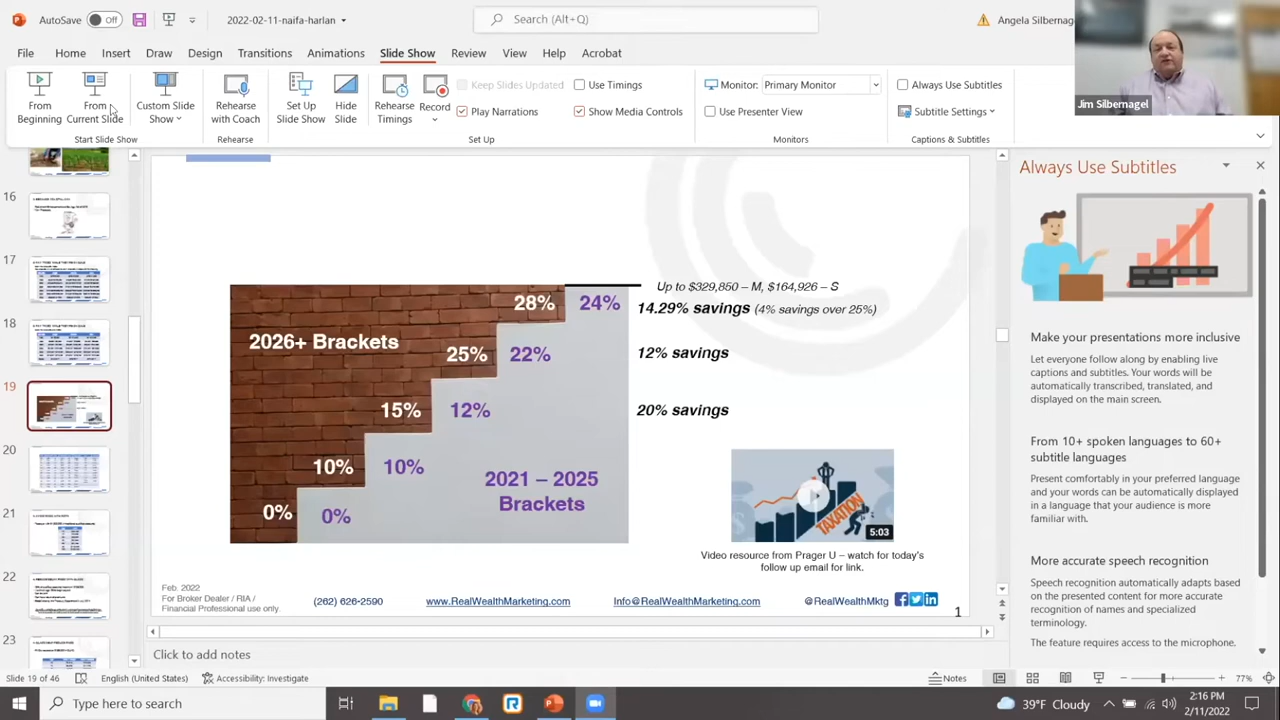 AutoSave
Off
2022-02-11-naifa-harlan
Search (Alt+Q)
Angela Silbernage
File
Home
Insert
Draw
Design
Transitions
Animations
Slide Show
Review
View
Help
Acrobat
From
Beginning
From
Current Slide
Custom Slide
Show
Rehearse
with Coach
Set Up
Slide Show
Hide
Slide
Rehearse
Timings
Record
Keep Slides Updated
Play Narrations
Use Timings
Show Media Controls
Monitor:
Primary Monitor
Use Presenter View
Always Use Subtitles
Subtitle Settings
Start Slide Show
Rehearse
Set Up
Monitors
Captions & Subtitles
Jim Silbernagel
16
17
18
19
20
21
22
23
Up to
14.29% savings (4% savings over 25%)
28%
24%
2026+ Brackets
25%
22%
12% savings
15%
12%
20% savings
10%
10%
2021 – 2025
Brackets
0%
0%
TAXATION
5:03
Video resource from Prager U – watch for today's
follow up email for link.
Feb. 2022
For Broker Dealer / RIA /
Financial Professional use only.
(262) 626-2590
www.RealWealthMarketing.com
Info@RealWealthMarketing.com
@RealWealthMktg
1
Always Use Subtitles
Make your presentations more inclusive
Let everyone follow along by enabling live
captions and subtitles. Your words will be
automatically transcribed, translated, and
displayed on the main screen.
From 10+ spoken languages to 60+
subtitle languages
Present comfortably in your preferred language
and your words can be automatically displayed
in a language that your audience is more
familiar with.
More accurate speech recognition
Speech recognition automatically adapts based
on the presented content for more accurate
recognition of names and specialized
terminology.
The feature requires access to the microphone.
Click to add notes
Slide 19 of 46
English (United States)
Accessibility: Investigate
Notes
77%
Type here to search
39°F Cloudy
2:16 PM
2/11/2022